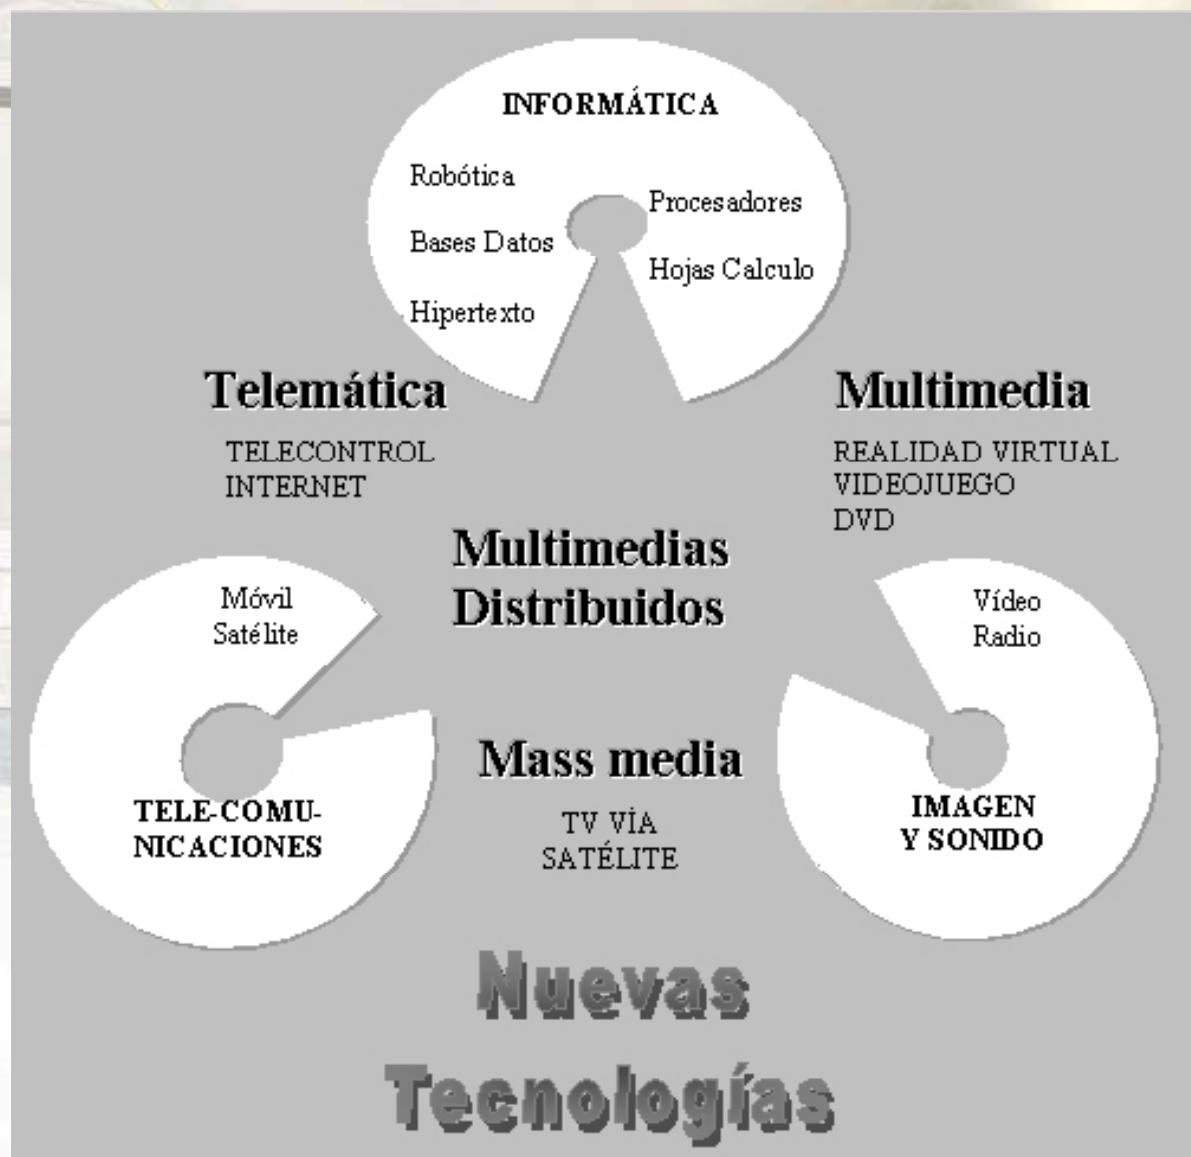 INFORMÁTICA
Robótica
Procesadores
Bases Datos
Hojas Calculo
Hipertexto
Telemática
TELECONTROL
INTERNET
Multimedia
REALIDAD VIRTUAL
VIDEOJUEGO
DVD
Multimedias
Distribuidos
Móvil
Satélite
TELE-COMU-
NICACIONES
Vídeo
Radio
IMAGEN
Y SONIDO
Mass media
TV VÍA
SATÉLITE
Nuevas
Tecnologías